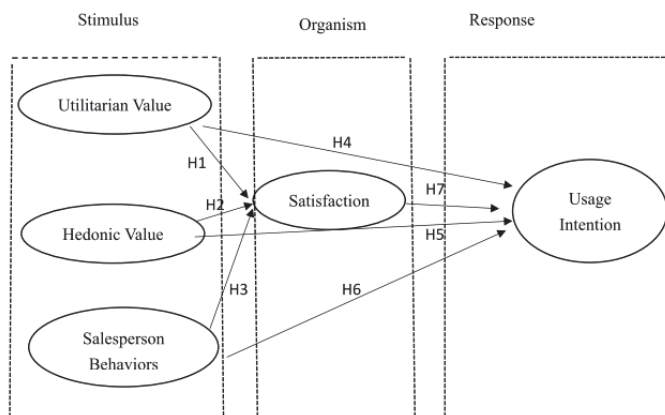 Stimulus
Organism
Response
Utilitarian Value
H4
H1
H7
H2
Satisfaction
Usage
Intention
Hedonic Value
H5
H3
H6
Salesperson
Behaviors